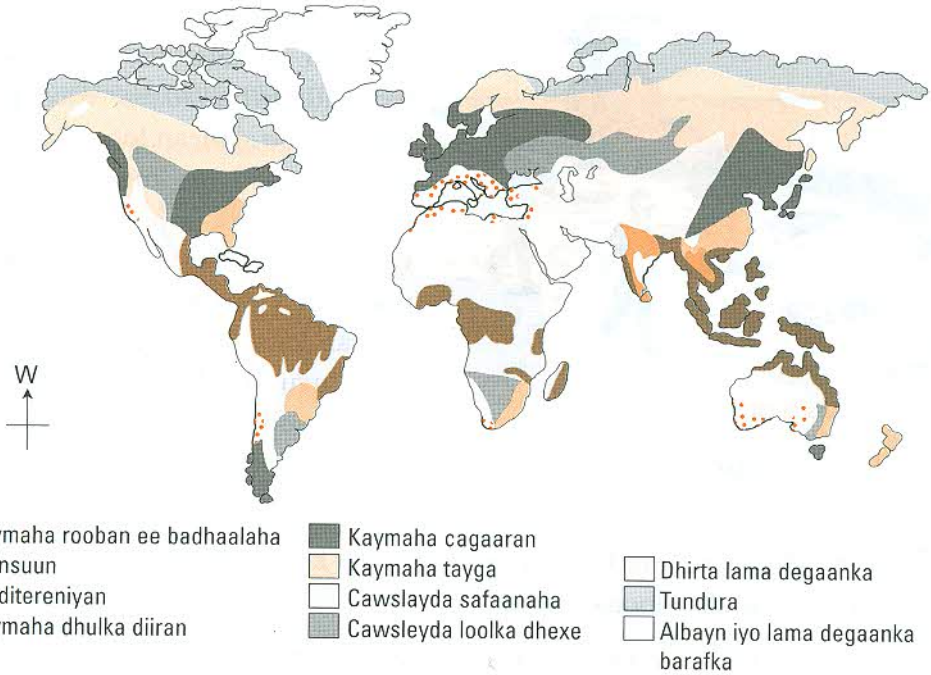 W
ymaha rooban ee badhaalaha
nsuun
ditereniyan
ymaha dhulka diiran
Kaymaha cagaaran
Kaymaha tayga
Cawslayda safaanaha
Cawsleyda loolka dhexe
Dhirta lama degaanka
Tundura
Albayn iyo lama degaanka
barafka